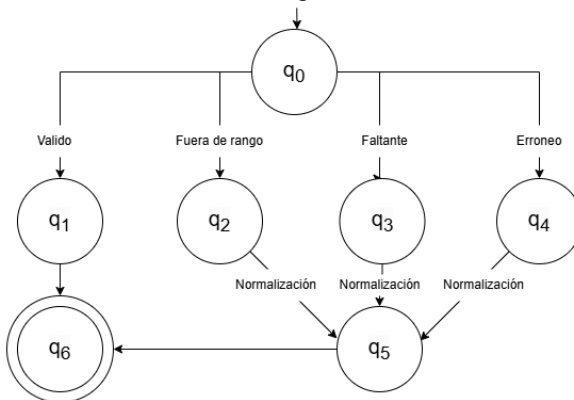 q0
Valido
Fuera de rango
Faltante
Erroneo
q1
q2
q3
q4
Normalización
Normalización
Normalización
q6
q5